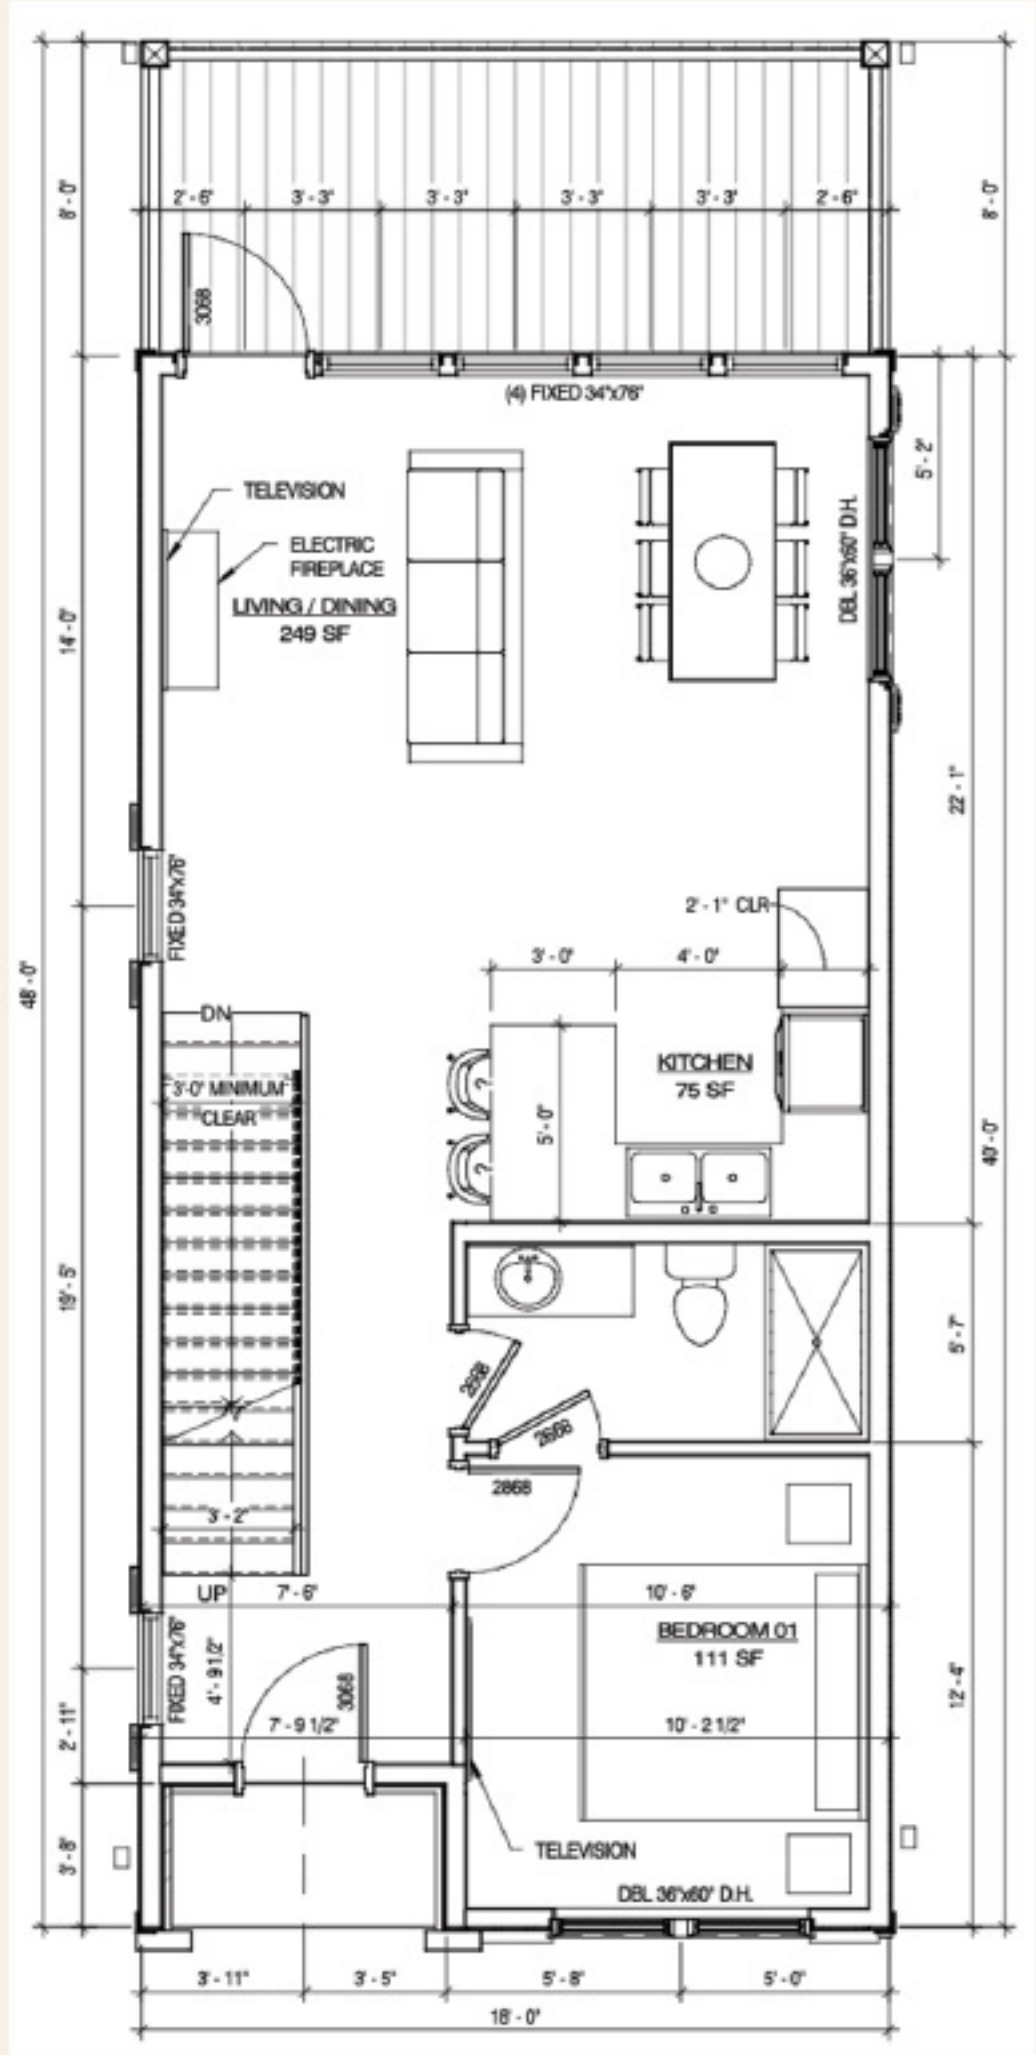 8' - 0"
8' - 0"
2' - 6"
3' - 3"
3' - 3"
3' - 3"
3' - 3"
2' - 6"
3068
(4) FIXED 34"x76"
5' - 2"
TELEVISION
ELECTRIC
FIREPLACE
LIVING / DINING
249 SF
DBL 36"x60" D.H.
14'-0"
22' - 1"
FIXED 34"x76"
2' - 1" CLR
48' - 0"
3' - 0"
4' - 0"
DN
3'-0" MINIMUM
CLEAR
KITCHEN
75 SF
5' - 0"
40' - 0"
19' - 5"
5' - 7"
2668
2668
2868
3' - 2"
UP
7' - 6"
10' - 6"
BEDROOM 01
111 SF
FIXED 34"x76"
4' - 9 1/2"
3068
12' - 4"
2' - 11"
7' - 9 1/2"
10' - 2 1/2"
TELEVISION
3' - 8"
DBL 36"x60" D.H.
3' - 11"
3' - 5"
5' - 8"
5' - 0"
18' - 0"